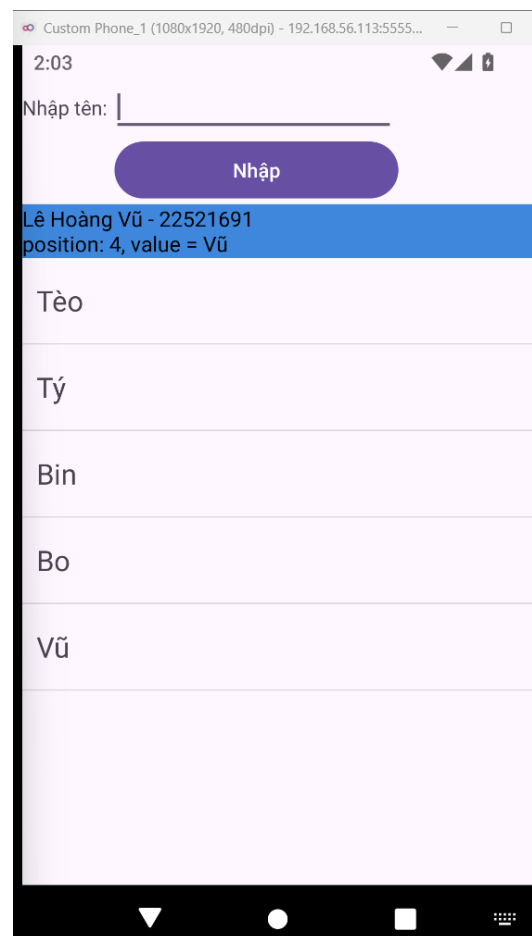 Custom Phone_1 (1080x1920, 480dpi) - 192.168.56.113:5555...
2:03
Nhập tên:
Nhập
Lê Hoàng Vũ - 22521691
position: 4, value = Vũ
Tèo
Tý
Bin
Bo
Vũ